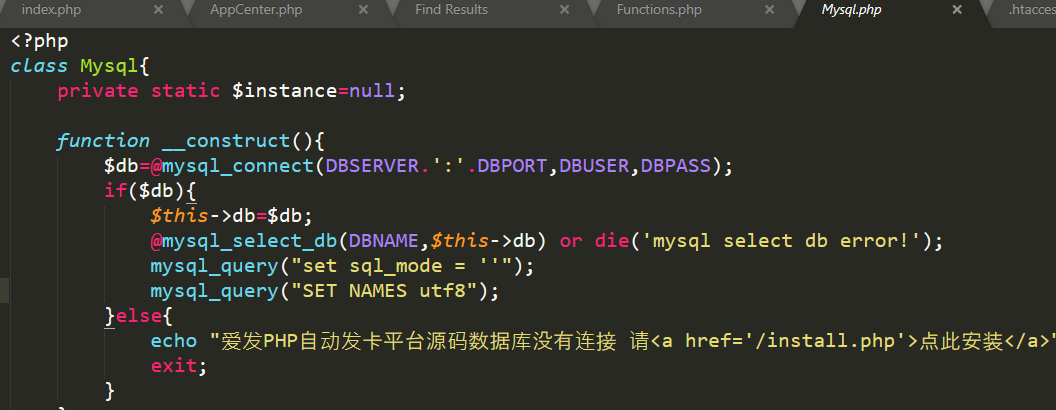 index.php × AppCenter.php × Find Results × Functions.php × Mysql.php × .htacces
<?php
class Mysql{
    private static $instance=null;
    function __construct(){
        $db=@mysql_connect(DBSERVER.':'.DBPORT,DBUSER,DBPASS);
        if($db){
            $this->db=$db;
            @mysql_select_db(DBNAME,$this->db) or die('mysql select db error!');
            mysql_query("set sql_mode = ''");
            mysql_query("SET NAMES utf8");
        }else{
            echo "爱发PHP自动发卡平台源码数据库没有连接 请<a href='/install.php'>点此安装</a>"
            exit;
        }